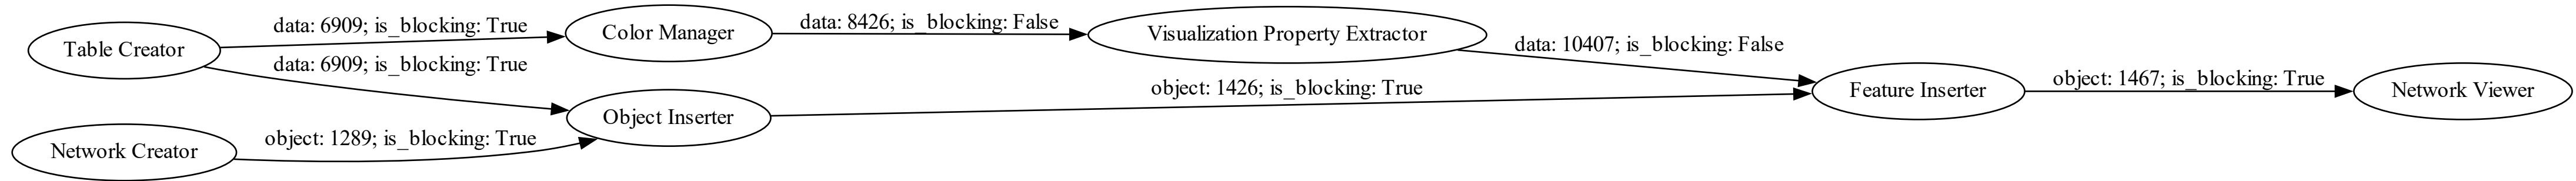 Table Creator
data: 6909; is_blocking: True
Color Manager
data: 8426; is_blocking: False
Visualization Property Extractor
data: 10407; is_blocking: False
data: 6909; is_blocking: True
Network Creator
object: 1289; is_blocking: True
Object Inserter
object: 1426; is_blocking: True
Feature Inserter
object: 1467; is_blocking: True
Network Viewer